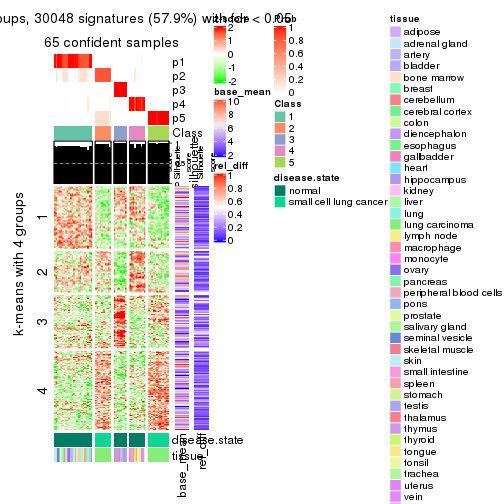 oups, 30048 signatures (57.9%) with fdr < 0.05
65 confident samples
p1
p2
p3
p4
p5
Class
1
2
3
4
k-means with 4 groups
disease.state
tissue
base_mean
rel_diff
z-score
2
1
0
-1
-2
base_mean
10
8
6
4
2
rel_diff
1
0.8
0.6
0.4
0.2
0
Prob
1
0.8
0.6
0.4
0.2
0
Class
1
2
3
4
5
disease.state
normal
small cell lung cancer
tissue
adipose
adrenal gland
artery
bladder
bone marrow
breast
cerebellum
cerebral cortex
colon
diencephalon
esophagus
gallbadder
heart
hippocampus
kidney
liver
lung
lung carcinoma
lymph node
macrophage
monocyte
ovary
pancreas
peripheral blood cells
pons
prostate
salivary gland
seminal vesicle
skeletal muscle
skin
small intestine
spleen
stomach
testis
thalamus
thymus
thyroid
tongue
tonsil
trachea
uterus
vein